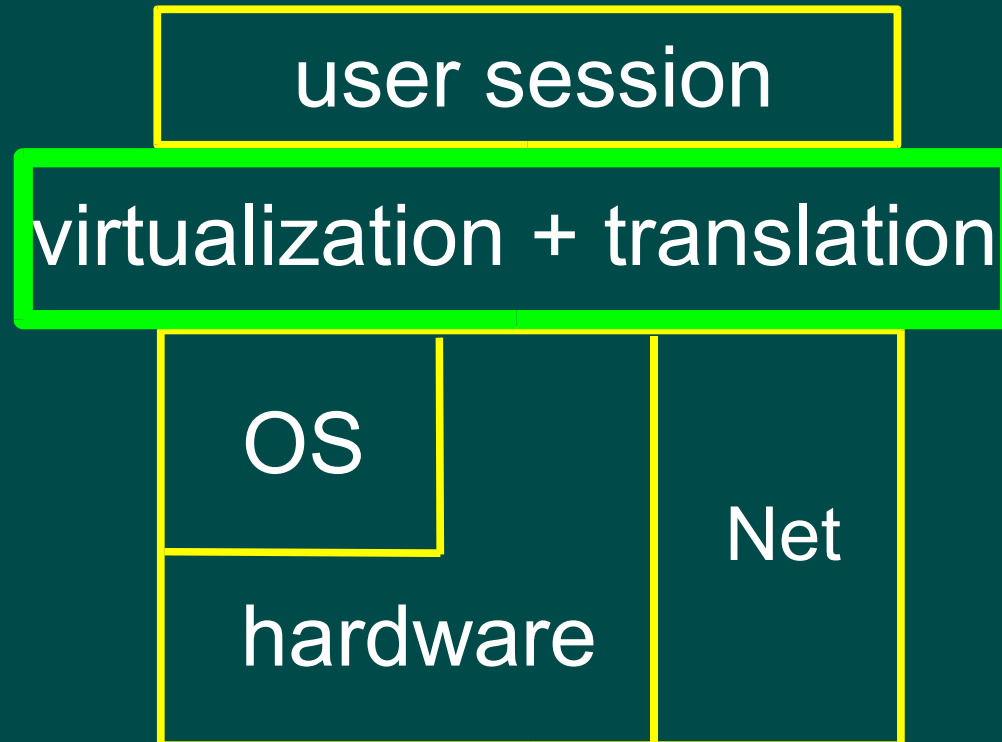 user session
virtualization + translation
OS
Net
hardware